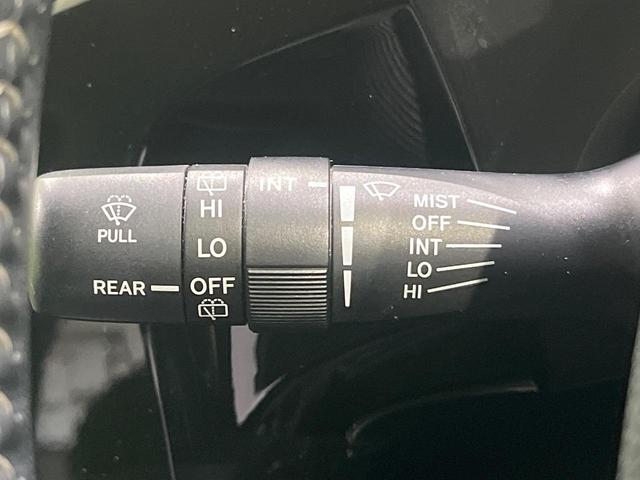 PULL
REAR
HI
LO
OFF
INT
MIST
OFF
INT
LO
HI